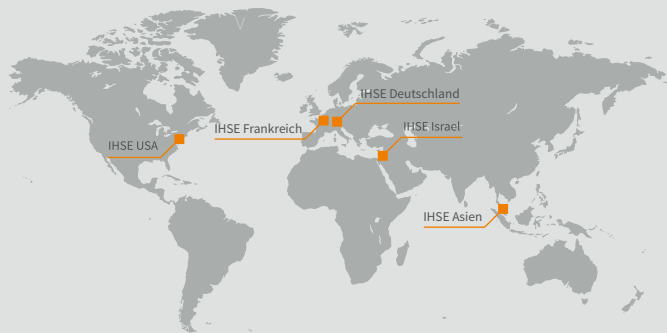 IHSE Deutschland
IHSE Frankreich
IHSE Israel
IHSE USA
IHSE Asien